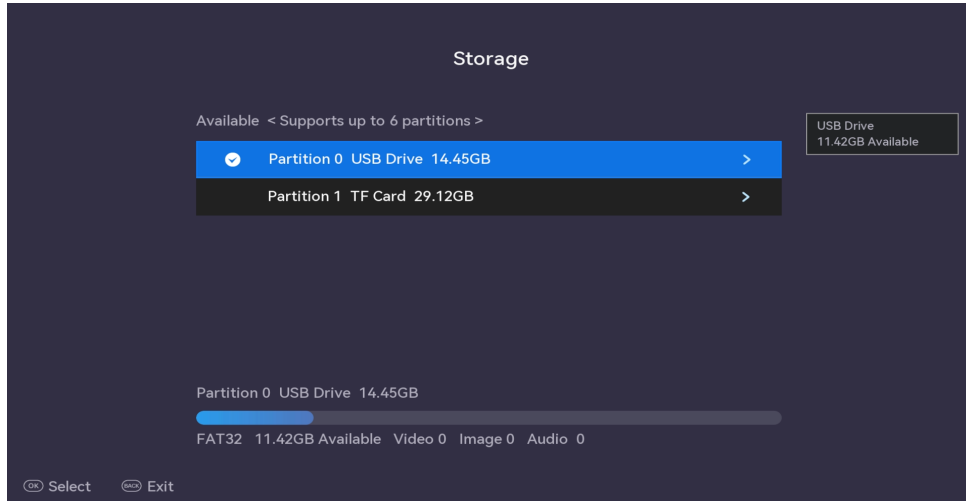 Storage
Available < Supports up to 6 partitions >
USB Drive
11.42GB Available
Partition 0 USB Drive 14.45GB >
Partition 1 TF Card 29.12GB >
Partition 0 USB Drive 14.45GB
FAT32 11.42GB Available Video 0 Image 0 Audio 0
OK Select BACK Exit